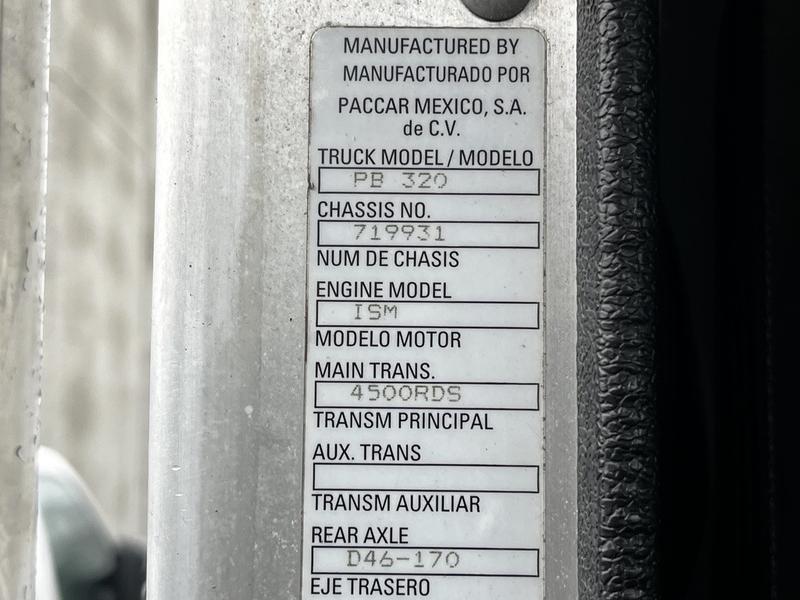 MANUFACTURED BY
MANUFACTURADO POR
PACCAR MEXICO, S.A.
de C.V.
TRUCK MODEL / MODELO
PB 320
CHASSIS NO.
719931
NUM DE CHASIS
ENGINE MODEL
ISM
MODELO MOTOR
MAIN TRANS.
4500RDS
TRANSM PRINCIPAL
AUX. TRANS
TRANSM AUXILIAR
REAR AXLE
D46-170
EJE TRASERO